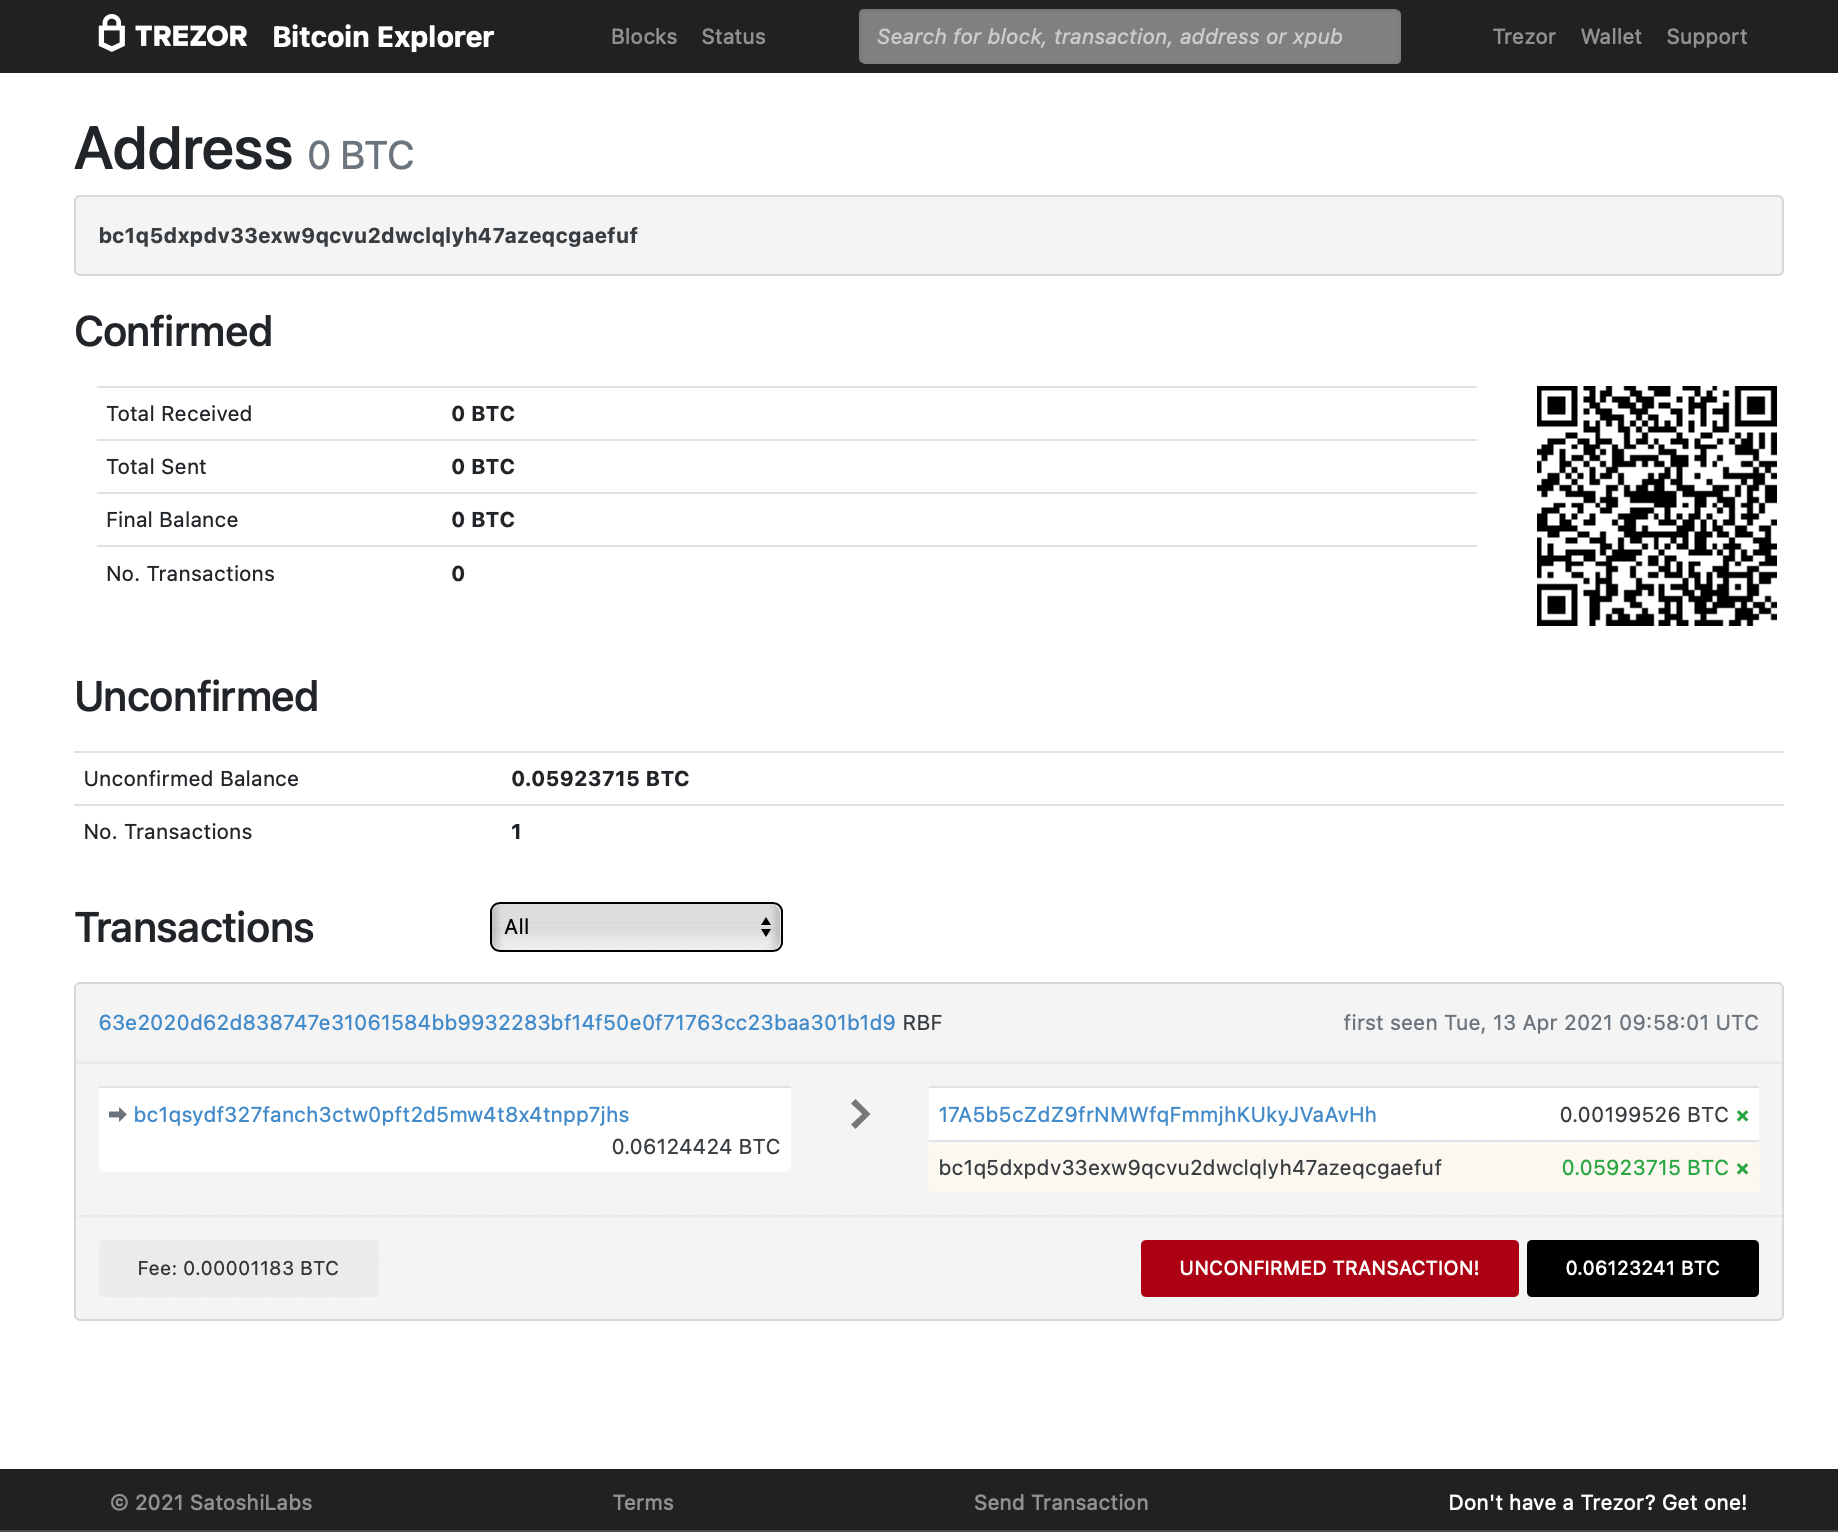 TREZOR Bitcoin Explorer Blocks Status Search for block, transaction, address or xpub Trezor Wallet Support
Address 0 BTC
bc1q5dxpdv33exw9qcvu2dwclqlyh47azeqcgaefuf
Confirmed
Total Received 0 BTC
Total Sent 0 BTC
Final Balance 0 BTC
No. Transactions 0
Unconfirmed
Unconfirmed Balance 0.05923715 BTC
No. Transactions 1
Transactions All
63e2020d62d838747e31061584bb9932283bf14f50e0f71763cc23baa301b1d9 RBF first seen Tue, 13 Apr 2021 09:58:01 UTC
bc1qsydf327fanch3ctw0pft2d5mw4t8x4tnpp7jhs
0.06124424 BTC
17A5b5cZdZ9frNMWfqFmmjhKUkyJVaAvHh 0.00199526 BTC ×
bc1q5dxpdv33exw9qcvu2dwclqlyh47azeqcgaefuf 0.05923715 BTC ×
Fee: 0.00001183 BTC UNCONFIRMED TRANSACTION! 0.06123241 BTC
© 2021 SatoshiLabs Terms Send Transaction Don't have a Trezor? Get one!